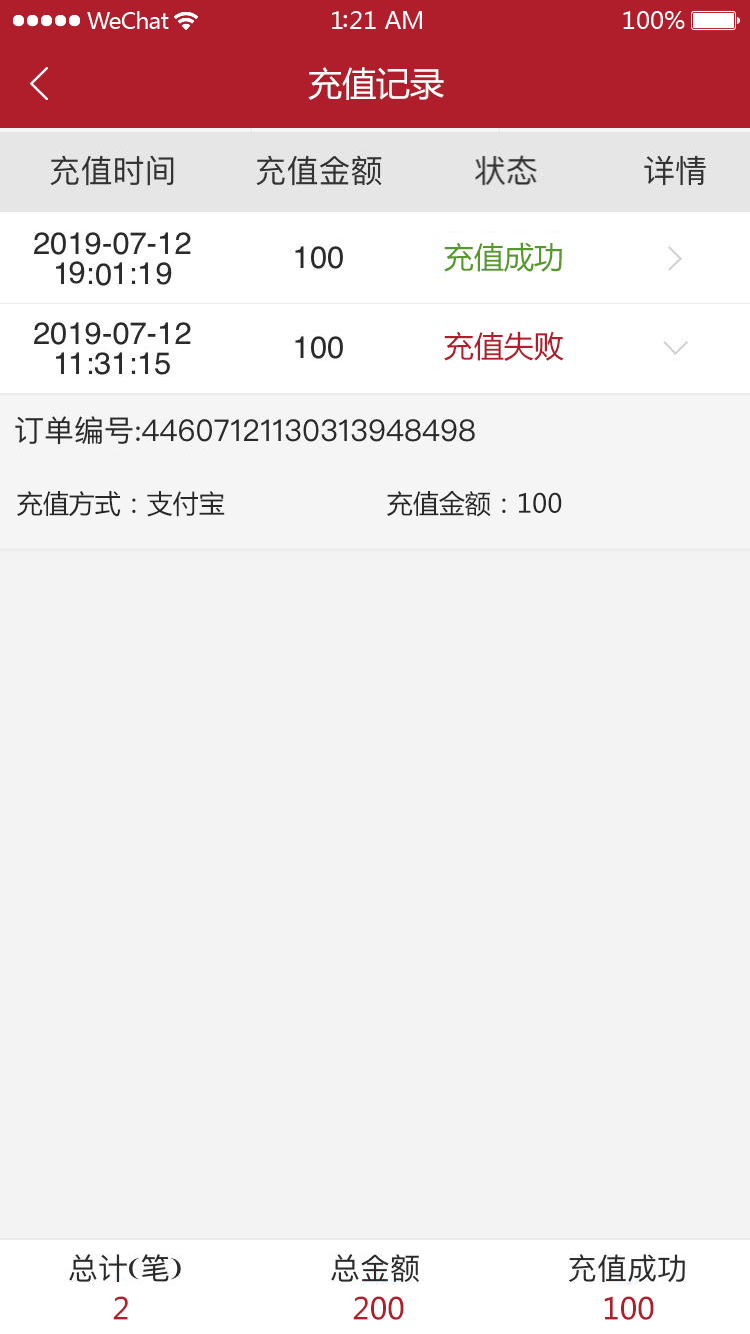 WeChat 1:21 AM 100%
充值记录
充值时间 充值金额 状态 详情
2019-07-12
19:01:19 100 充值成功
2019-07-12
11:31:15 100 充值失败
订单编号:44607121130313948498
充值方式：支付宝 充值金额：100
总计(笔) 总金额 充值成功
2 200 100